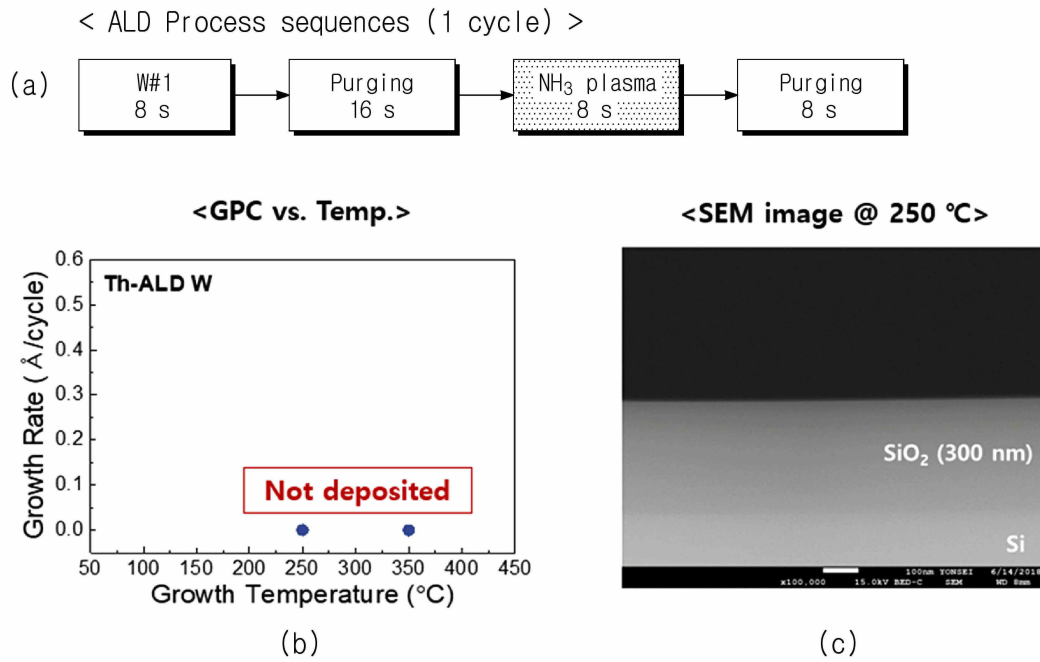 < ALD Process sequences (1 cycle) >
(a)
W#1
8 s
Purging
16 s
NH₃ plasma
8 s
Purging
8 s
<GPC vs. Temp.>
Th-ALD W
Growth Rate ( Å/cycle)
0.6
0.5
0.4
0.3
0.2
0.1
0.0
Not deposited
50 100 150 200 250 300 350 400 450
Growth Temperature (°C)
(b)
<SEM image @ 250 ℃>
SiO₂ (300 nm)
Si
100nm YONSEI 6/14/2018
x100,000 15.0kV BED-C SEM WD 8mm
(c)